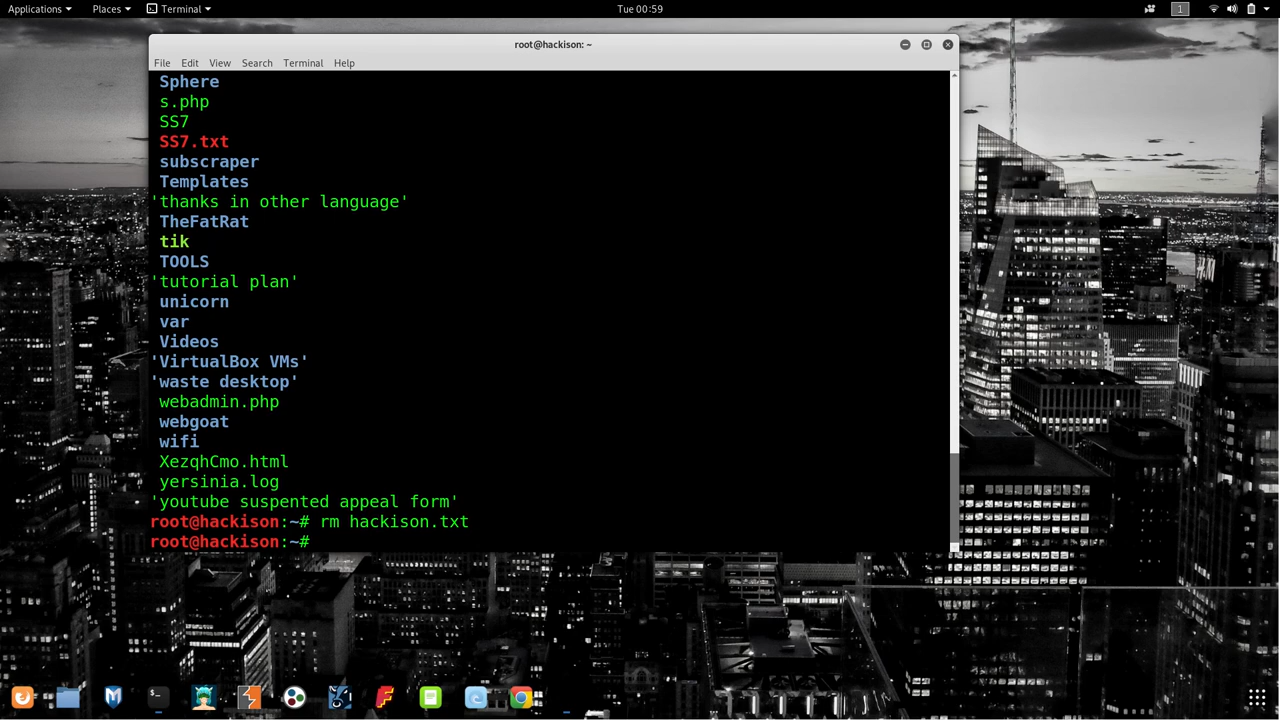 Applications Places Terminal Tue 00:59 1
root@hackison: ~
File Edit View Search Terminal Help
Sphere
s.php
SS7
SS7.txt
subscraper
Templates
'thanks in other language'
TheFatRat
tik
TOOLS
'tutorial plan'
unicorn
var
Videos
'VirtualBox VMs'
'waste desktop'
webadmin.php
webgoat
wifi
XezqhCmo.html
yersinia.log
'youtube suspented appeal form'
root@hackison:~# rm hackison.txt
root@hackison:~#